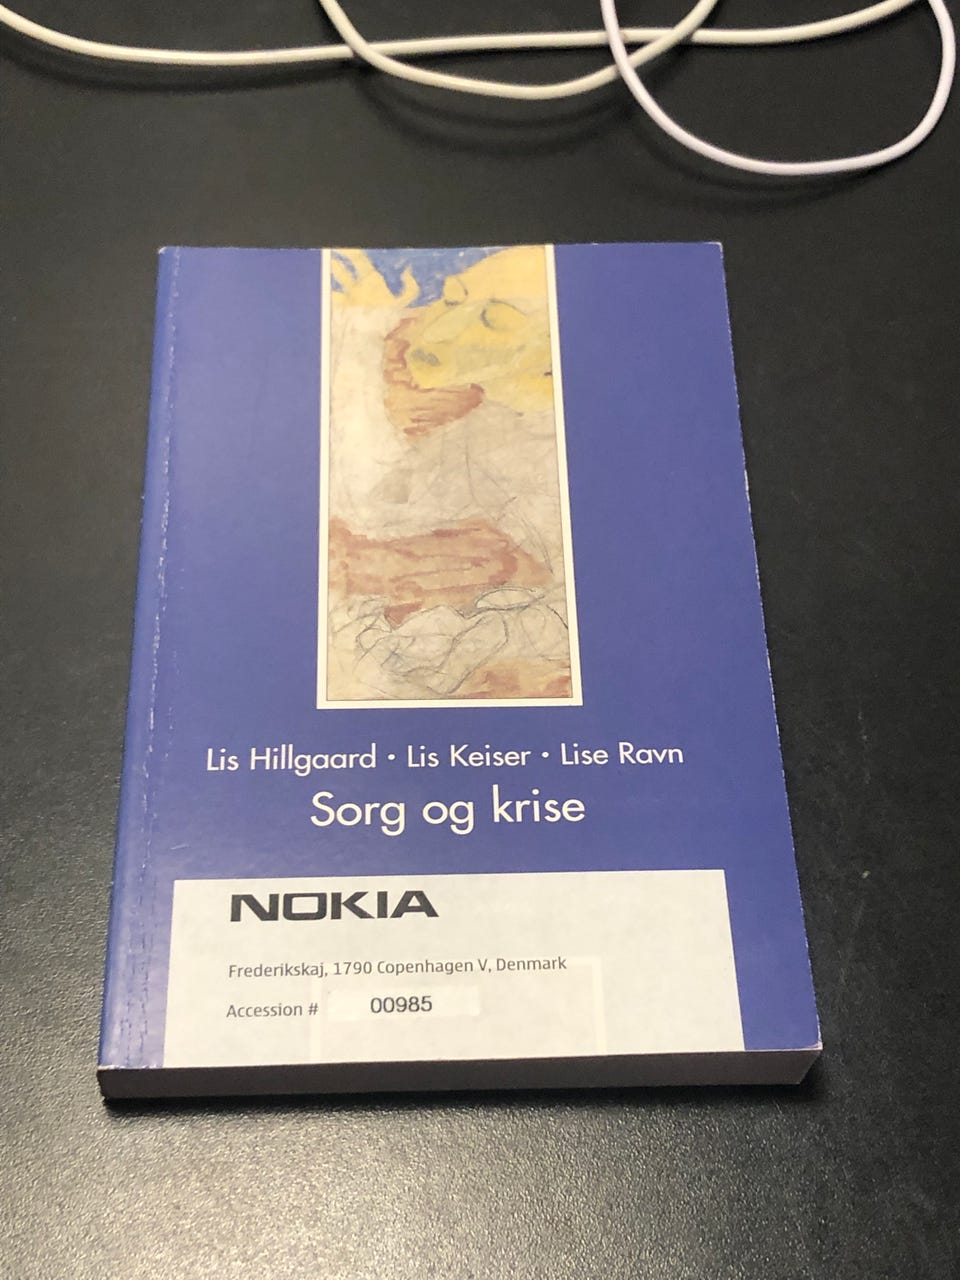 Lis Hillgaard • Lis Keiser • Lise Ravn
Sorg og krise
NOKIA
Frederikskaj, 1790 Copenhagen V, Denmark
Accession # 00985